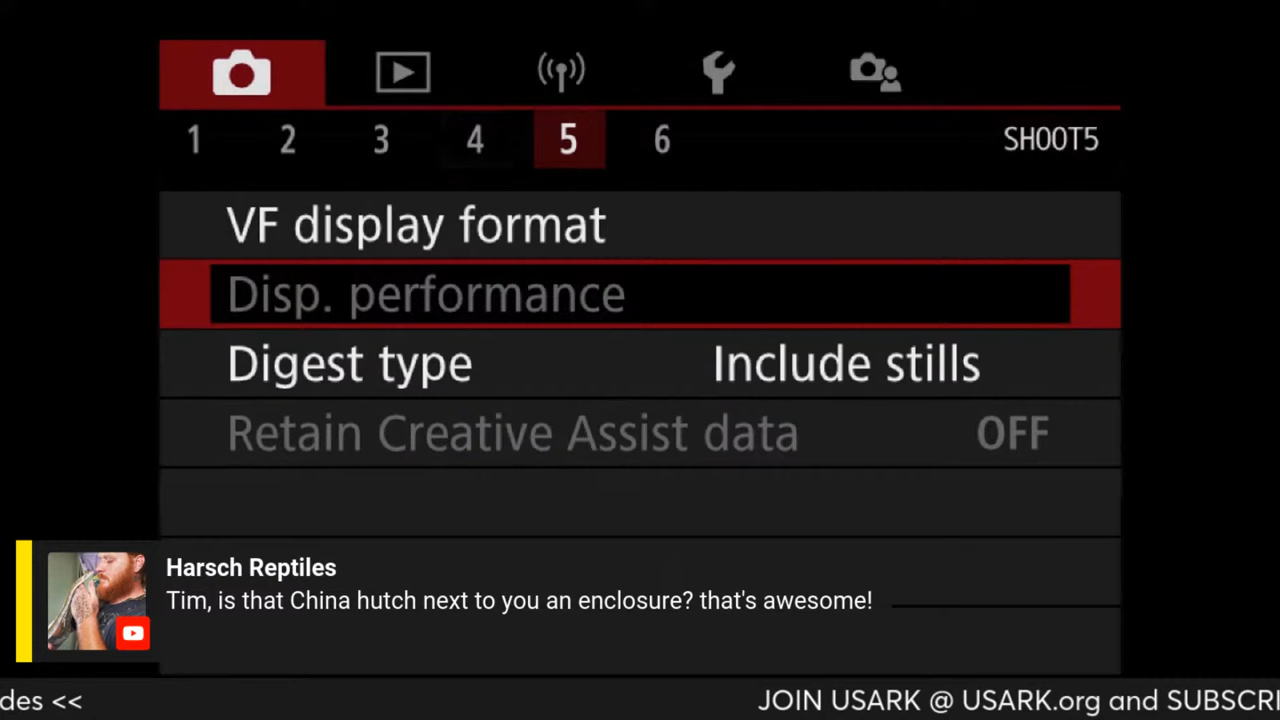 1 2 3 4 5 6 SHOOT5
VF display format
Disp. performance
Digest type Include stills
Retain Creative Assist data OFF
Harsch Reptiles
Tim, is that China hutch next to you an enclosure? that's awesome!
des << JOIN USARK @ USARK.org and SUBSCRI